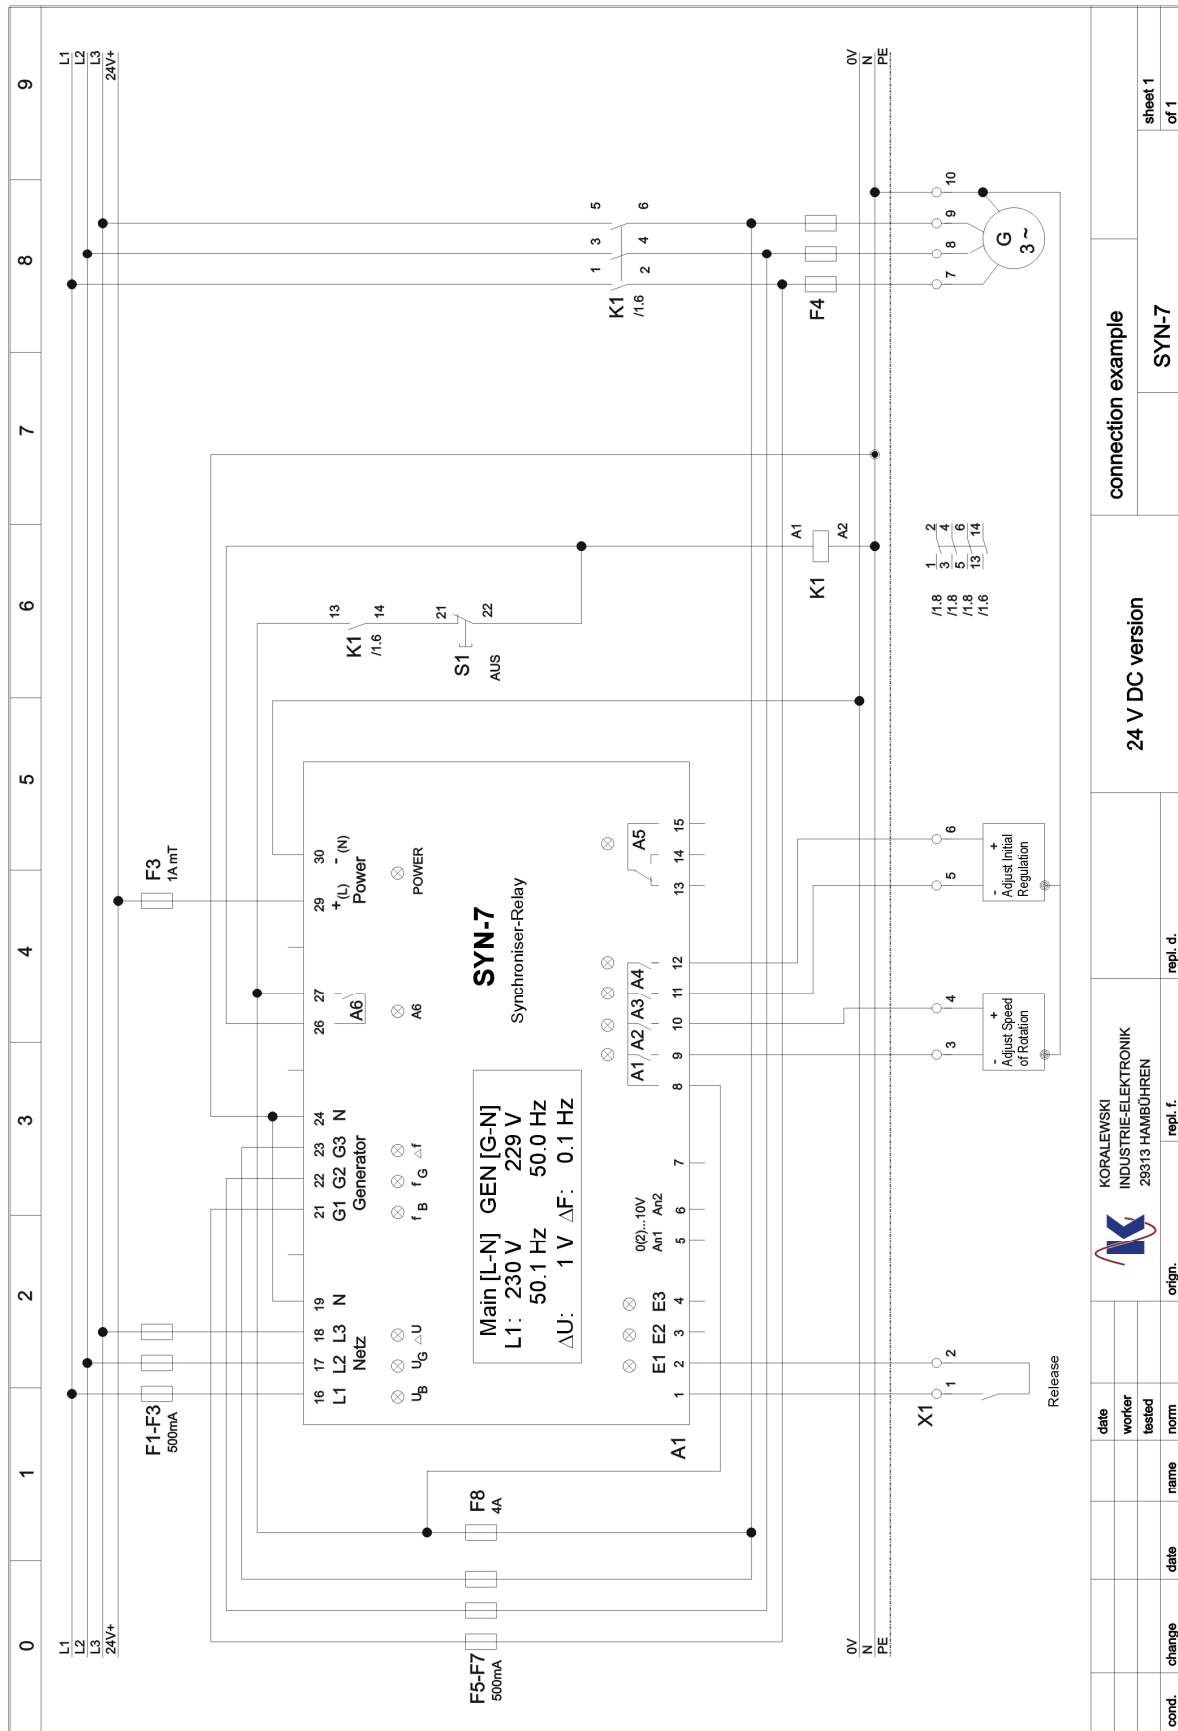 0 1 2 3 4 5 6 7 8 9
L1 L1
L2 L2
L3 L3
24V+ 24V+
F1-F3
500mA
F3
1A mT
16 17 18 19 21 22 23 24 26 27 29 30
L1 L2 L3 N G1 G2 G3 N A6 + (L) - (N)
Netz Generator Power
U B U G △U f B f G △f A6 POWER
K1
/1.6
13
14
S1
AUS
21
22
K1
/1.6
1 3 5
2 4 6
Main [L-N] GEN [G-N]
L1: 230 V 229 V
50.1 Hz 50.0 Hz
△U: 1 V △F: 0.1 Hz
SYN-7
Synchroniser-Relay
F5-F7
500mA
F8
4A
E1 E2 E3
0(2)...10V
An1 An2
A1 A2 A3 A4 A5
1 2 3 4 5 6 7 8 9 10 11 12 13 14 15
A1
K1
A1
A2
F4
0V 0V
N N
PE PE
X1
1 2 3 4 5 6 7 8 9 10
Release
- +
Adjust Speed
of Rotation
- +
Adjust Initial
Regulation
/1.8 1 2
/1.8 3 4
/1.8 5 6
/1.6 13 14
G
3 ~
cond. change date name
date
worker
tested
norm
K
KORALEWSKI
INDUSTRIE-ELEKTRONIK
29313 HAMBÜHREN
orign. repl. f. repl. d.
24 V DC version
connection example
SYN-7
sheet 1
of 1